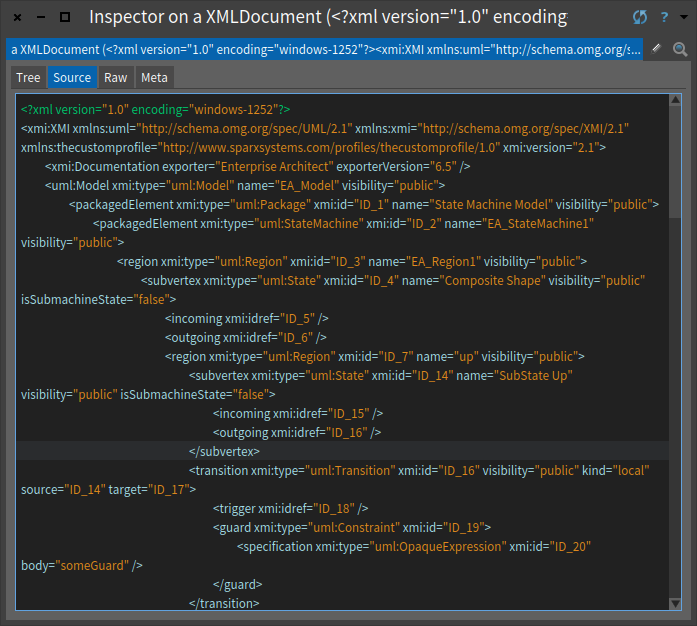 Inspector on a XMLDocument (<?xml version="1.0" encoding
?
a XMLDocument (<?xml version="1.0" encoding="windows-1252"?><xmi:XMI xmlns:uml="http://schema.omg.org/s...
Tree Source Raw Meta
<?xml version="1.0" encoding="windows-1252"?>
<xmi:XMI xmlns:uml="http://schema.omg.org/spec/UML/2.1" xmlns:xmi="http://schema.omg.org/spec/XMI/2.1"
xmlns:thecustomprofile="http://www.sparxsystems.com/profiles/thecustomprofile/1.0" xmi:version="2.1">
<xmi:Documentation exporter="Enterprise Architect" exporterVersion="6.5" />
<uml:Model xmi:type="uml:Model" name="EA_Model" visibility="public">
<packagedElement xmi:type="uml:Package" xmi:id="ID_1" name="State Machine Model" visibility="public">
<packagedElement xmi:type="uml:StateMachine" xmi:id="ID_2" name="EA_StateMachine1"
visibility="public">
<region xmi:type="uml:Region" xmi:id="ID_3" name="EA_Region1" visibility="public">
<subvertex xmi:type="uml:State" xmi:id="ID_4" name="Composite Shape" visibility="public"
isSubmachineState="false">
<incoming xmi:idref="ID_5" />
<outgoing xmi:idref="ID_6" />
<region xmi:type="uml:Region" xmi:id="ID_7" name="up" visibility="public">
<subvertex xmi:type="uml:State" xmi:id="ID_14" name="SubState Up"
visibility="public" isSubmachineState="false">
<incoming xmi:idref="ID_15" />
<outgoing xmi:idref="ID_16" />
</subvertex>
<transition xmi:type="uml:Transition" xmi:id="ID_16" visibility="public" kind="local"
source="ID_14" target="ID_17">
<trigger xmi:idref="ID_18" />
<guard xmi:type="uml:Constraint" xmi:id="ID_19">
<specification xmi:type="uml:OpaqueExpression" xmi:id="ID_20"
body="someGuard" />
</guard>
</transition>